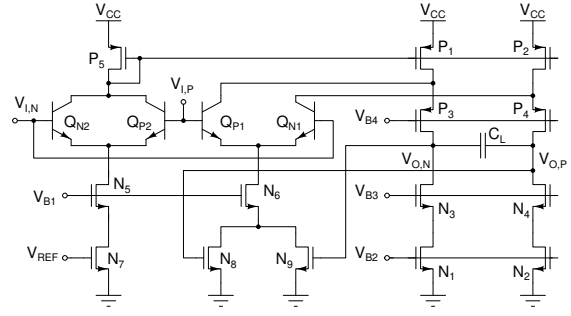 V_CC V_CC V_CC
P_5 P_1 P_2
V_I,N V_I,P
Q_N2 Q_P2 Q_P1 Q_N1 V_B4 P_3 P_4
C_L
V_O,N V_O,P
V_B1 N_5 N_6 V_B3 N_3 N_4
V_REF N_7 N_8 N_9 V_B2 N_1 N_2